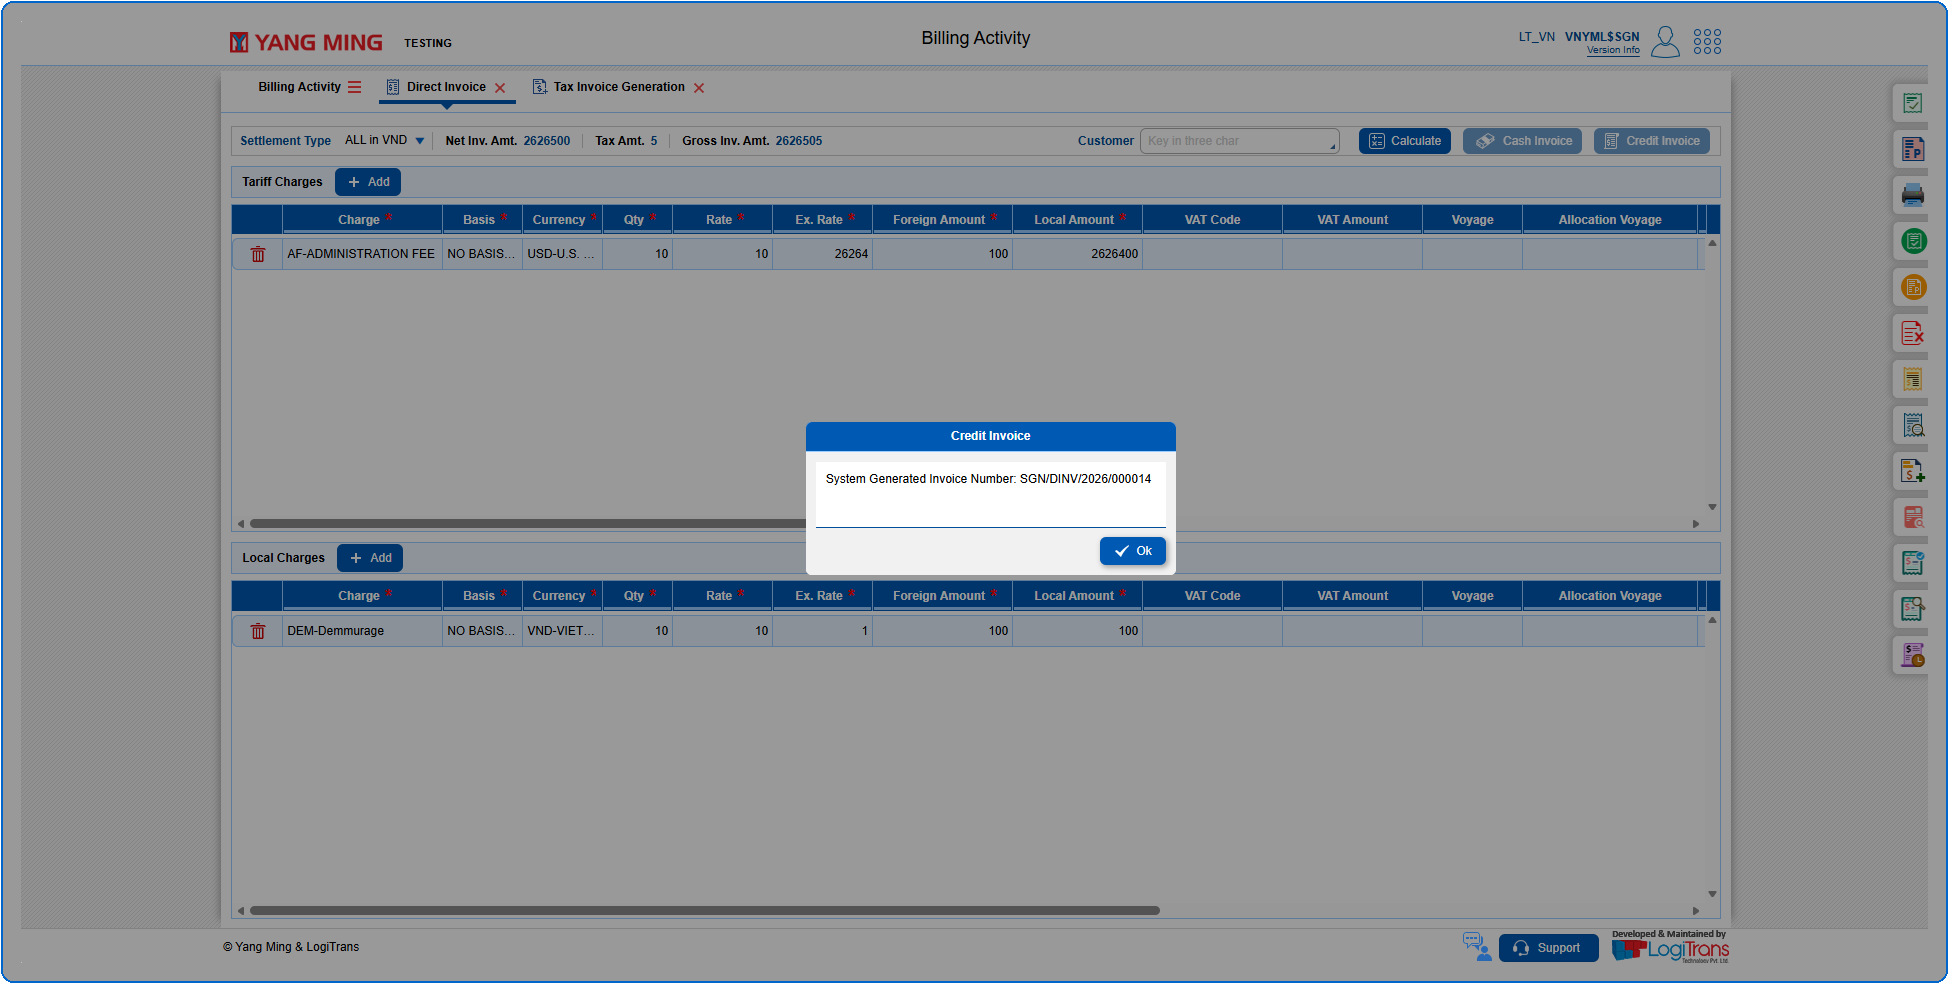 YANG MING TESTING Billing Activity LT_VN VNYML$SGN
Version Info
Billing Activity Direct Invoice Tax Invoice Generation
Settlement Type ALL in VND Net Inv. Amt. 2626500 Tax Amt. 5 Gross Inv. Amt. 2626505 Customer Key in three char Calculate Cash Invoice Credit Invoice
Tariff Charges + Add
Charge * Basis * Currency * Qty * Rate * Ex. Rate * Foreign Amount * Local Amount * VAT Code VAT Amount Voyage Allocation Voyage
AF-ADMINISTRATION FEE NO BASIS... USD-U.S. ... 10 10 26264 100 2626400
Credit Invoice
System Generated Invoice Number: SGN/DINV/2026/000014
Ok
Local Charges + Add
Charge * Basis * Currency * Qty * Rate * Ex. Rate * Foreign Amount * Local Amount * VAT Code VAT Amount Voyage Allocation Voyage
DEM-Demmurage NO BASIS... VND-VIET... 10 10 1 100 100
© Yang Ming & LogiTrans Support
Developed & Maintained by
LogiTrans
Technology Pvt. Ltd.